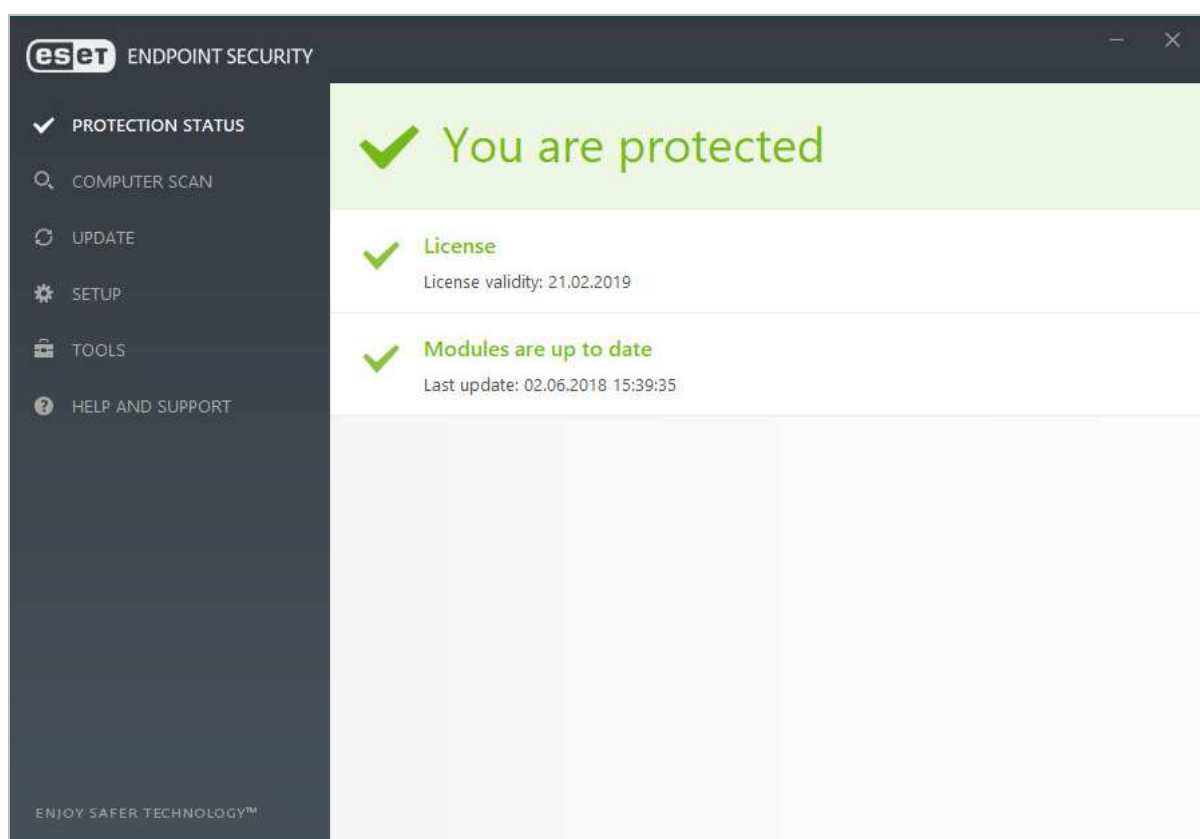 eset ENDPOINT SECURITY
PROTECTION STATUS
COMPUTER SCAN
UPDATE
SETUP
TOOLS
HELP AND SUPPORT
ENJOY SAFER TECHNOLOGY™
You are protected
License
License validity: 21.02.2019
Modules are up to date
Last update: 02.06.2018 15:39:35